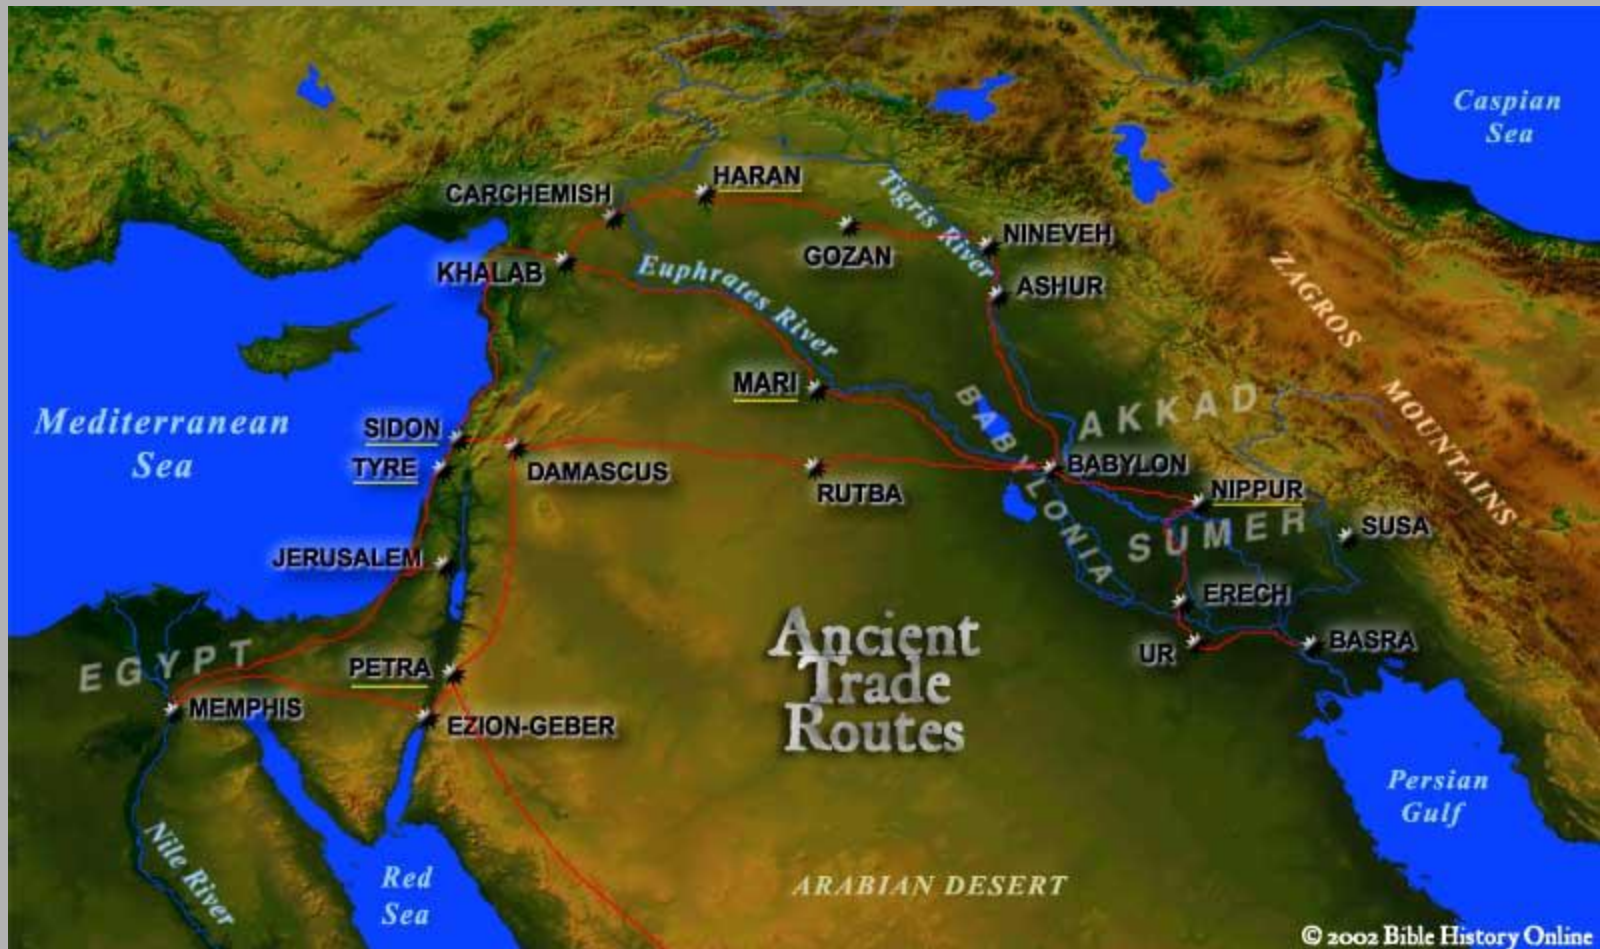 Caspian
Sea
HARAN
CARCHEMISH
Tigris River
NINEVEH
GOZAN
KHALAB
Euphrates River
ASHUR
ZAGROS
MOUNTAINS
MARI
BABYLONIA
AKKAD
Mediterranean
Sea
SIDON
TYRE
DAMASCUS
RUTBA
BABYLON
NIPPUR
SUMER
SUSA
JERUSALEM
ERECH
UR
BASRA
EGYPT
PETRA
MEMPHIS
EZION-GEBER
Ancient
Trade
Routes
Persian
Gulf
Nile River
Red
Sea
ARABIAN DESERT
© 2002 Bible History Online